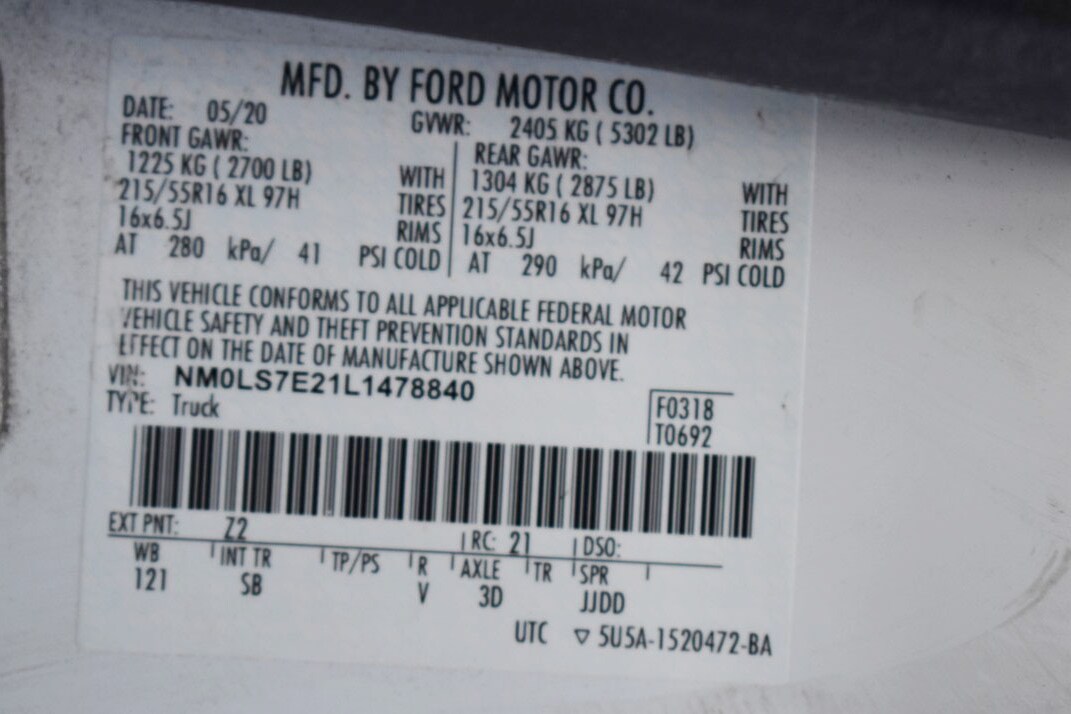 MFD. BY FORD MOTOR CO.
DATE: 05/20 GVWR: 2405 KG ( 5302 LB)
FRONT GAWR: REAR GAWR:
1225 KG ( 2700 LB) WITH 1304 KG ( 2875 LB) WITH
215/55R16 XL 97H TIRES 215/55R16 XL 97H TIRES
16x6.5J RIMS 16x6.5J RIMS
AT 280 kPa/ 41 PSI COLD AT 290 kPa/ 42 PSI COLD
THIS VEHICLE CONFORMS TO ALL APPLICABLE FEDERAL MOTOR
VEHICLE SAFETY AND THEFT PREVENTION STANDARDS IN
EFFECT ON THE DATE OF MANUFACTURE SHOWN ABOVE.
VIN: NM0LS7E21L1478840
TYPE: Truck
F0318
T0692
EXT PNT: Z2 RC: 21 DSO:
WB INT TR TP/PS R AXLE TR SPR
121 SB V 3D JJDD
UTC ▽ 5U5A-1520472-BA